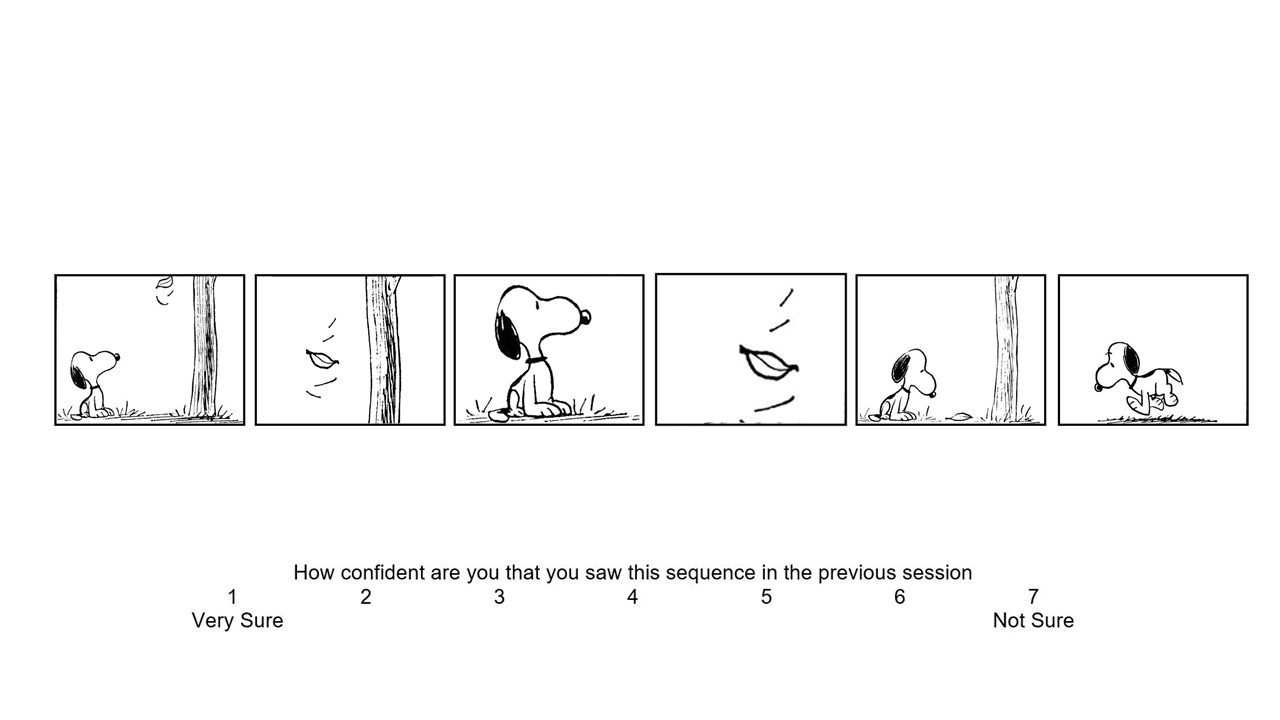 How confident are you that you saw this sequence in the previous session
1 2 3 4 5 6 7
Very Sure Not Sure